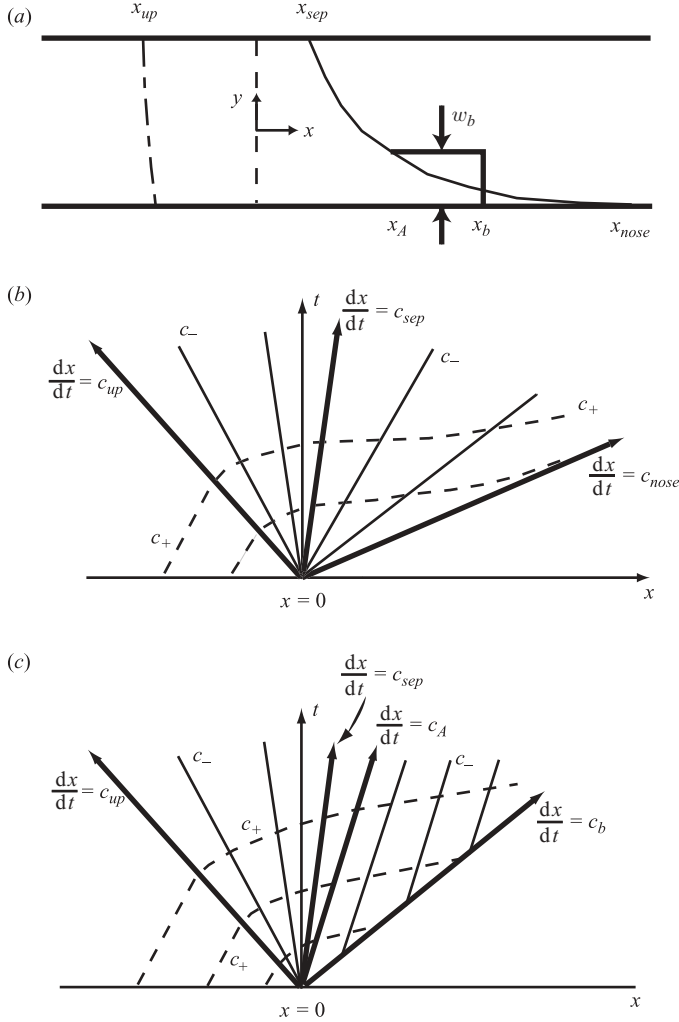 (a)
x_up x_sep
y x w_b
x_A x_b x_nose
(b)
t dx/dt = c_sep
c_–
dx/dt = c_up
c_–
c_+
dx/dt = c_nose
c_+
x = 0 x
(c)
dx/dt = c_sep
t dx/dt = c_A
c_– c_–
dx/dt = c_up
c_+
dx/dt = c_b
c_+
x = 0 x